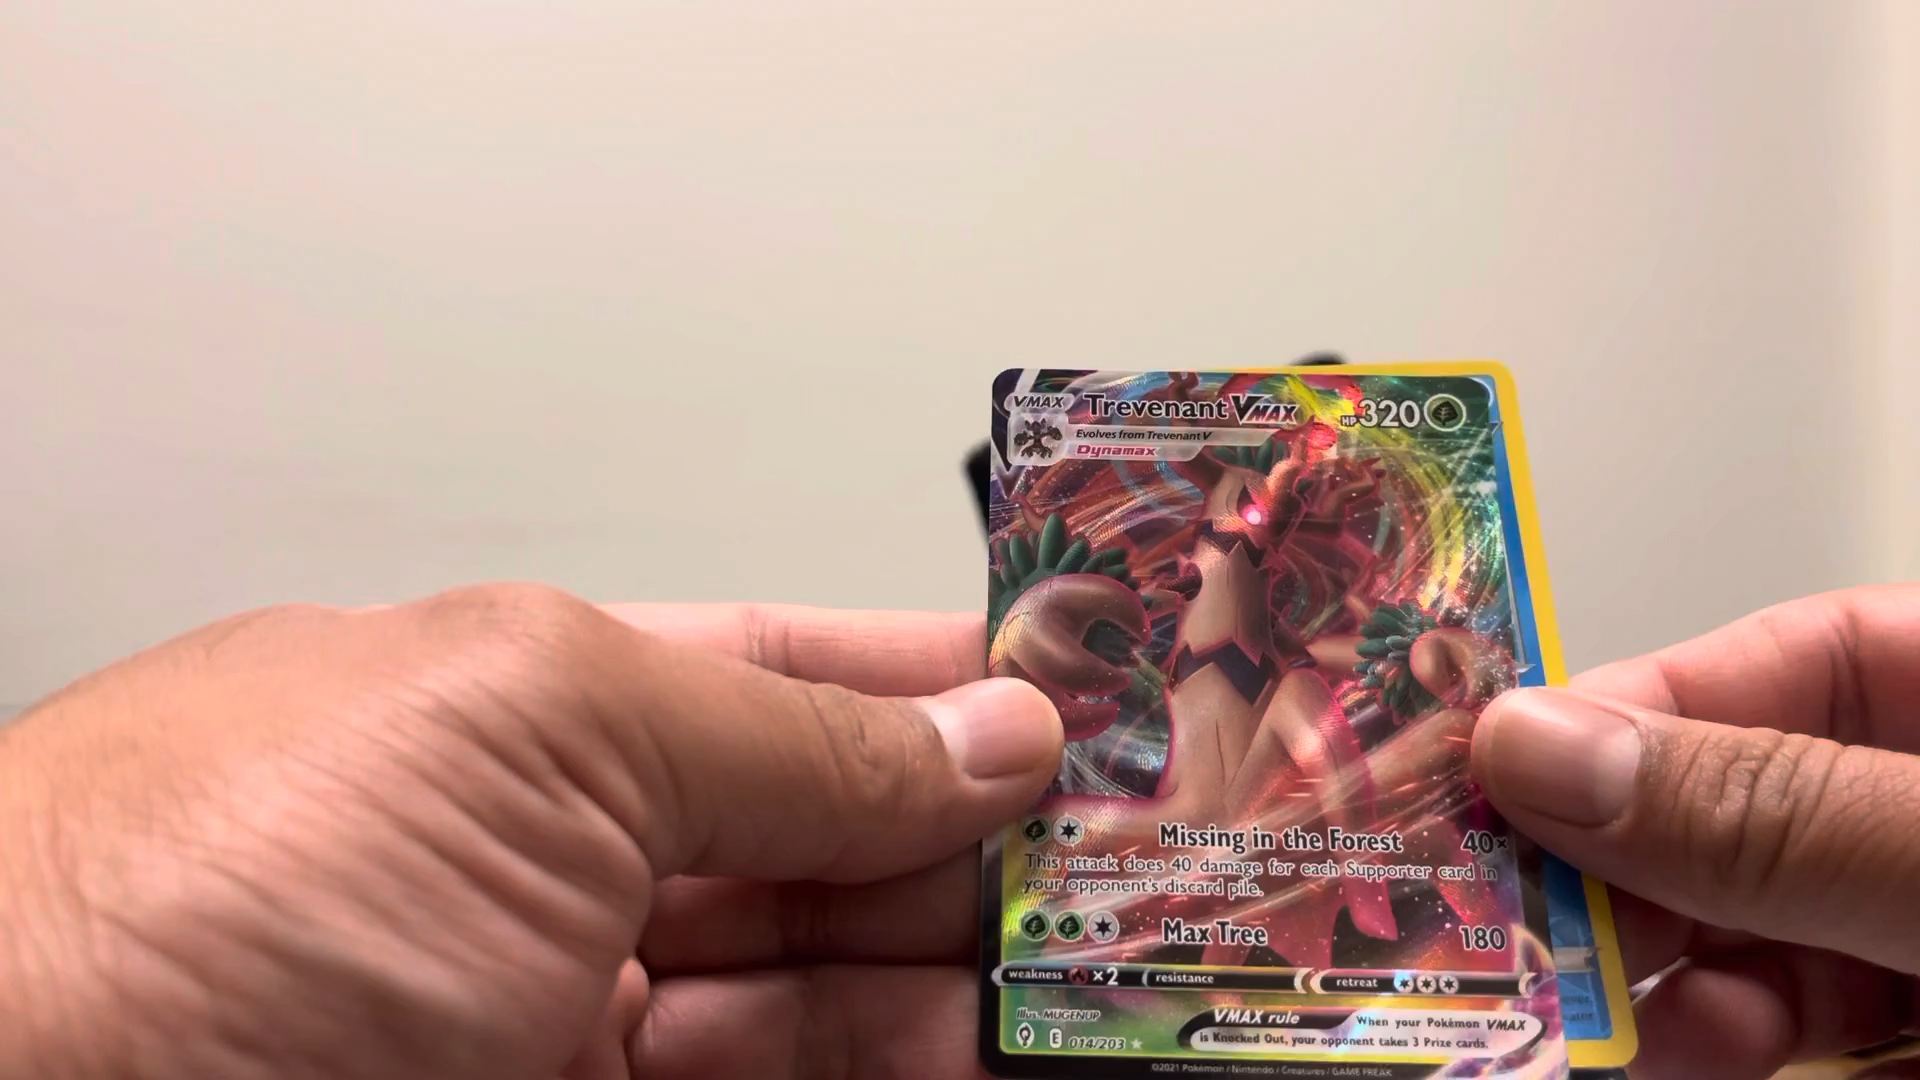 VMAX Trevenant VMAX HP 320
Evolves from Trevenant V
Dynamax
Missing in the Forest 40×
This attack does 40 damage for each Supporter card in
your opponent's discard pile.
Max Tree 180
weakness ×2 resistance retreat
Illus. MUGENUP
VMAX rule When your Pokémon VMAX
is Knocked Out, your opponent takes 3 Prize cards.
E 014/203
©2021 Pokémon / Nintendo / Creatures / GAME FREAK